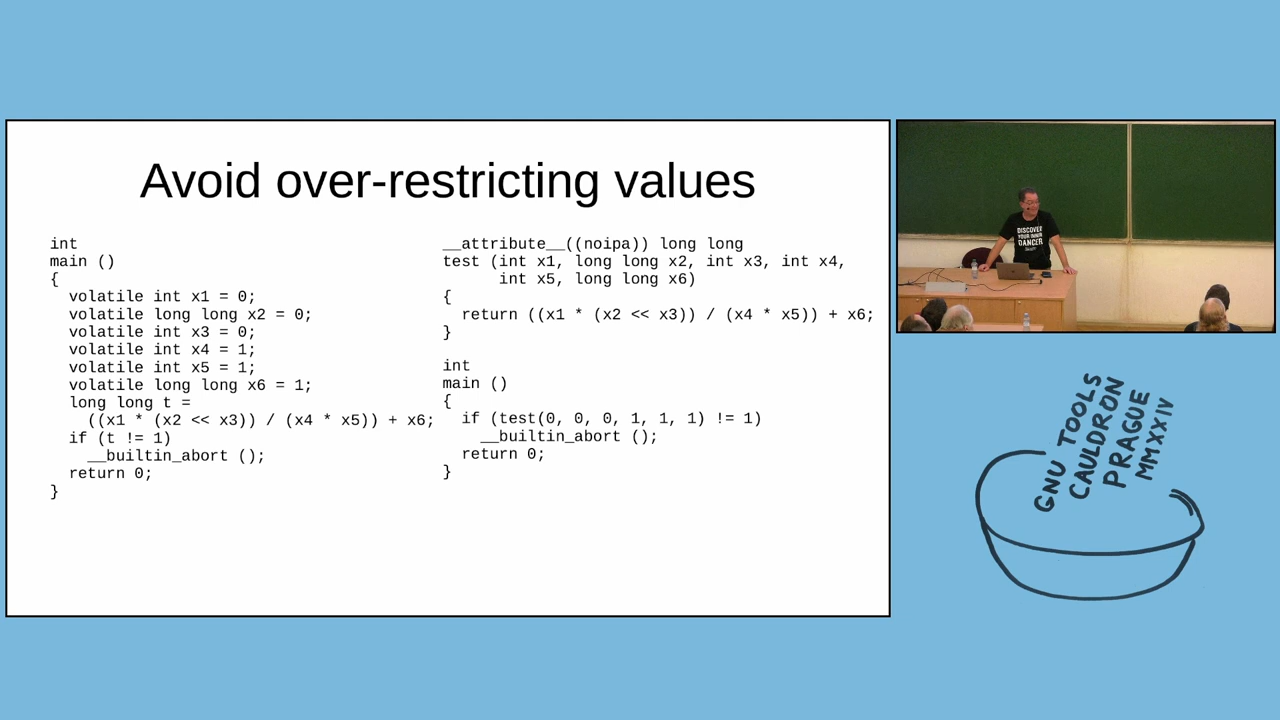 Avoid over-restricting values
int
main ()
{
  volatile int x1 = 0;
  volatile long long x2 = 0;
  volatile int x3 = 0;
  volatile int x4 = 1;
  volatile int x5 = 1;
  volatile long long x6 = 1;
  long long t =
    ((x1 * (x2 << x3)) / (x4 * x5)) + x6;
  if (t != 1)
    __builtin_abort ();
  return 0;
}
__attribute__((noipa)) long long
test (int x1, long long x2, int x3, int x4,
      int x5, long long x6)
{
  return ((x1 * (x2 << x3)) / (x4 * x5)) + x6;
}
int
main ()
{
  if (test(0, 0, 0, 1, 1, 1) != 1)
    __builtin_abort ();
  return 0;
}
DISCOVER
YOUR INNER
DANCER
GNU TOOLS
CAULDRON
PRAGUE
MMXXIV